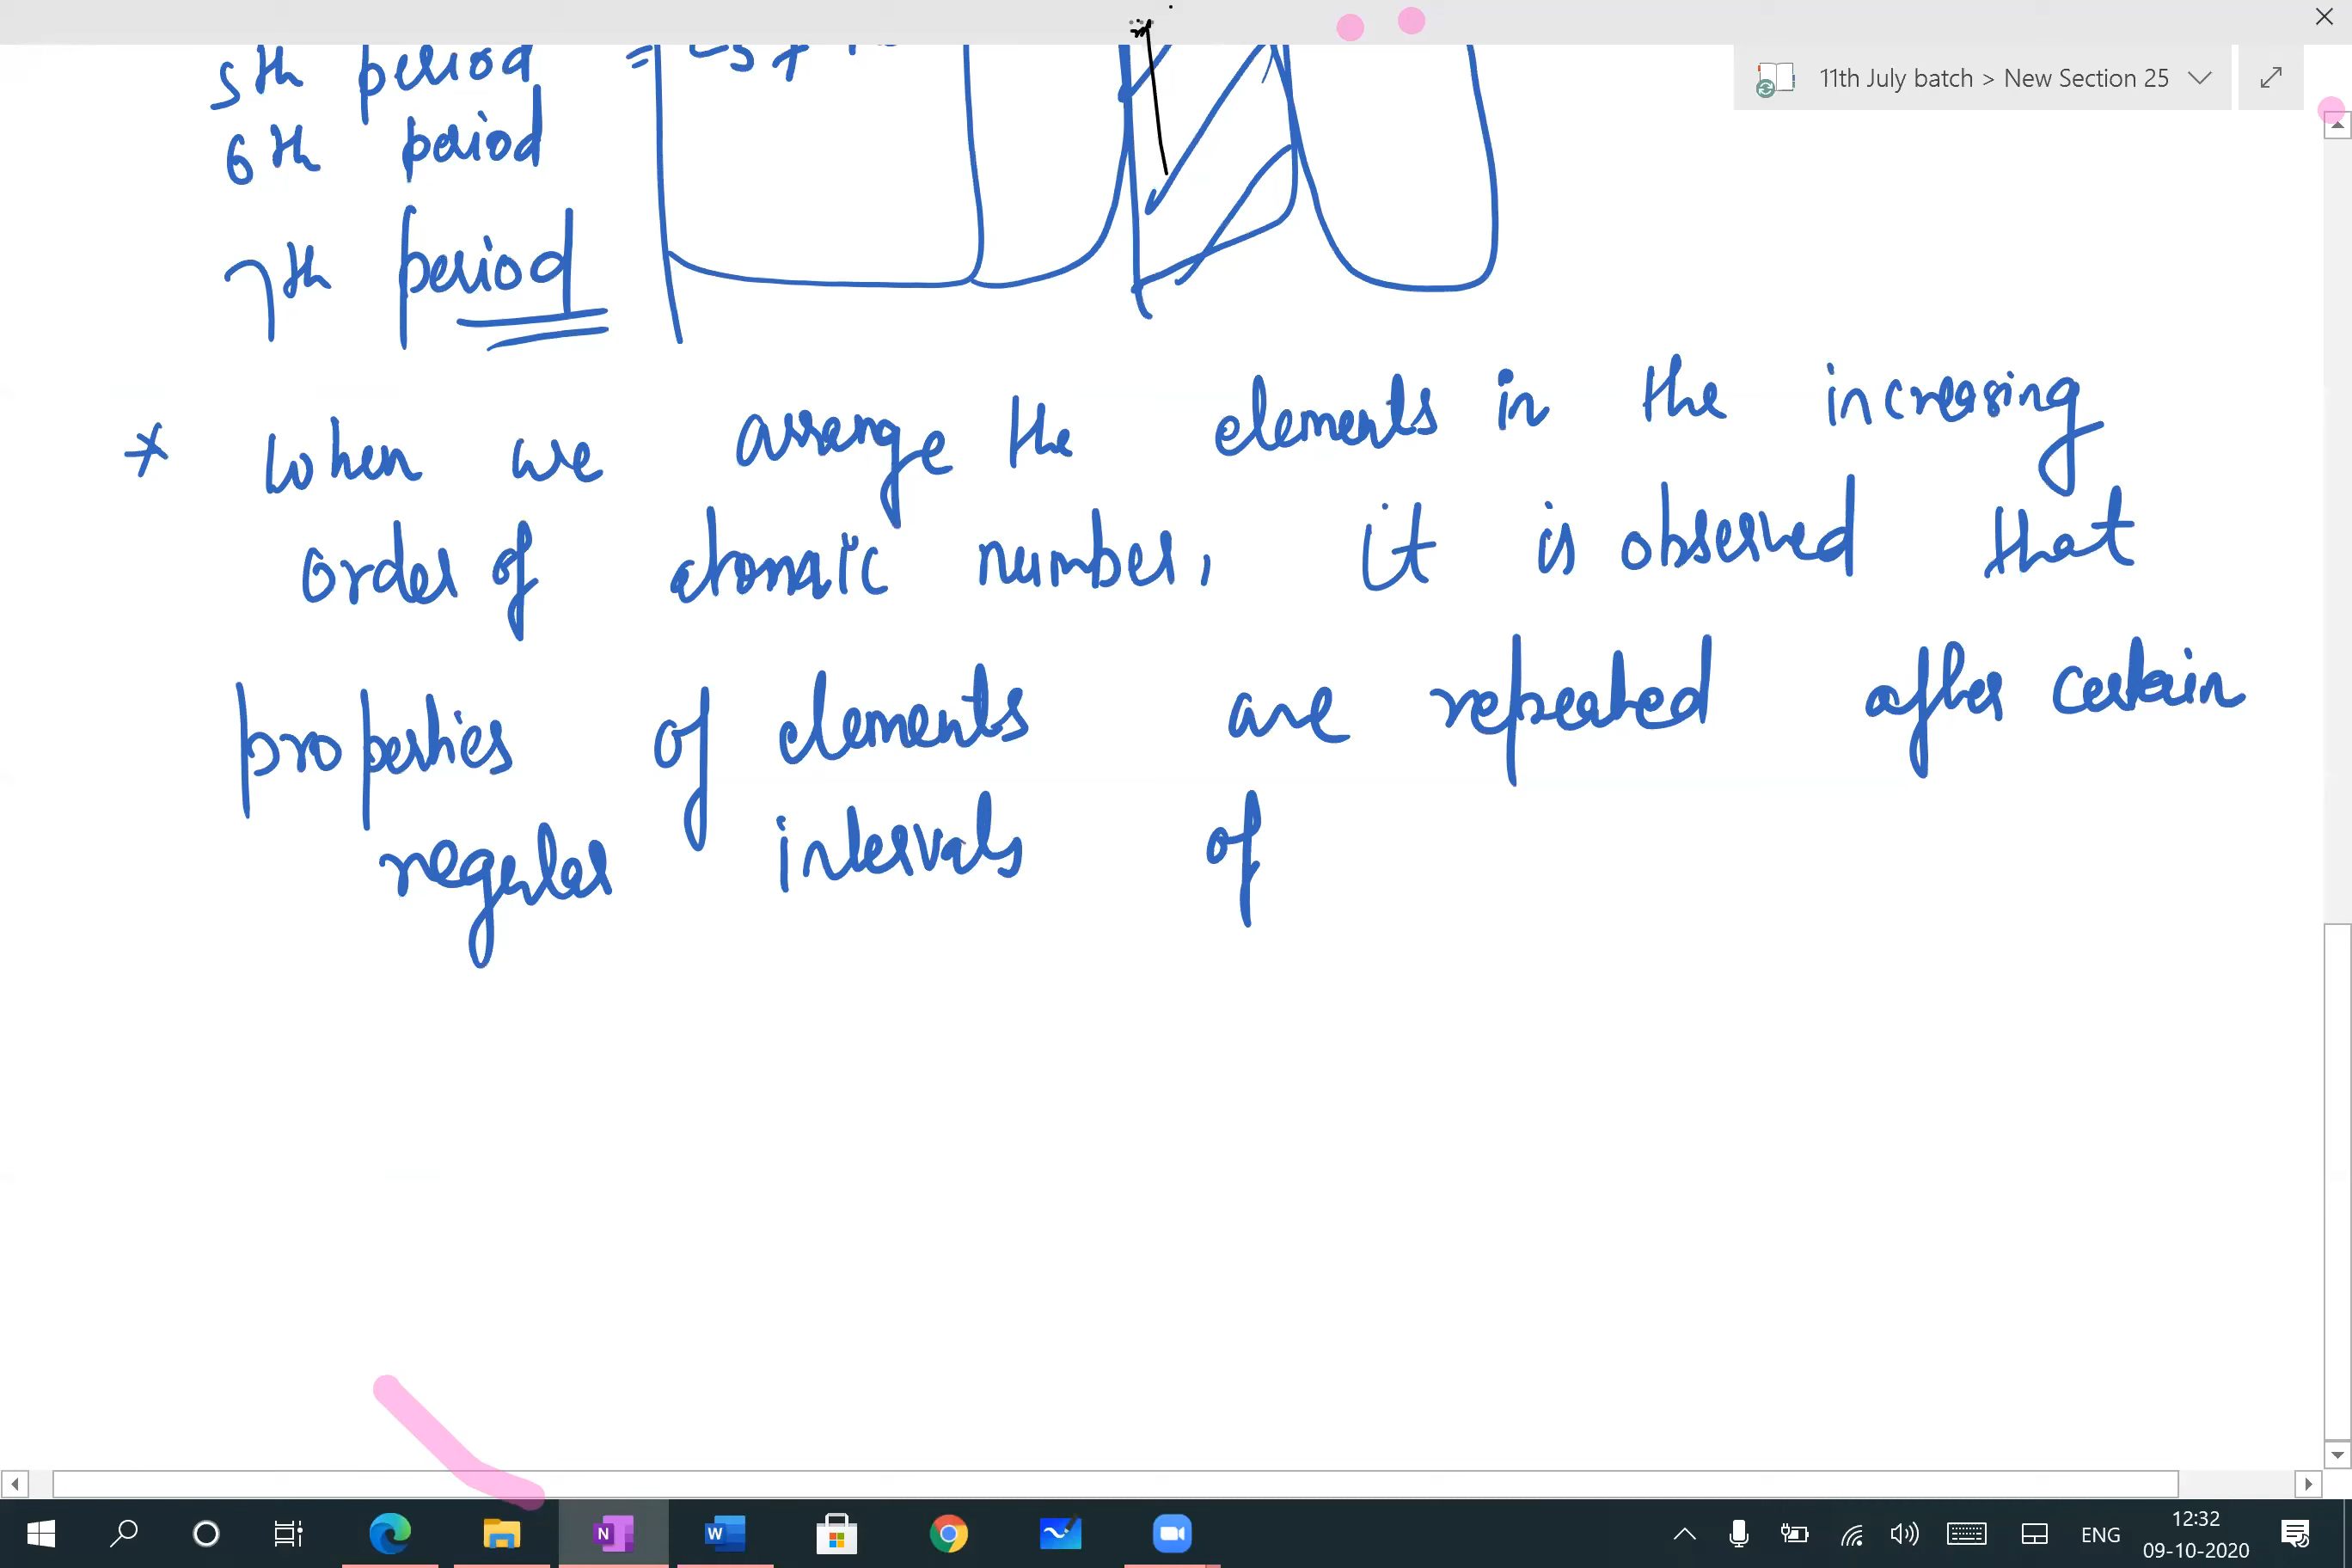 11th July batch > New Section 25
5th period =
6th period
7th period
* When we arrange the elements in the increasing
order of atomic number, it is observed that
properties of elements are repeated after certain
regular intervals of
ENG
12:32
09-10-2020